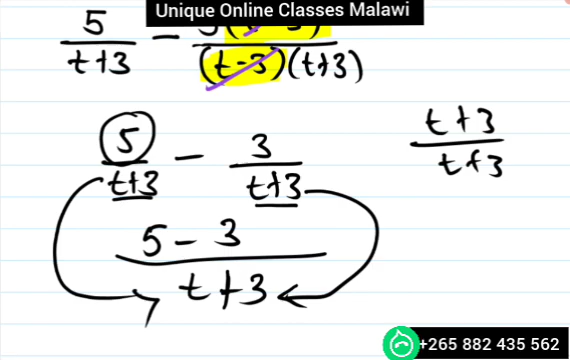 Unique Online Classes Malawi
5/(t+3) - /((t-3)(t+3))
5/(t+3) - 3/(t+3)
(t+3)/(t+3)
(5-3)/(t+3)
+265 882 435 562